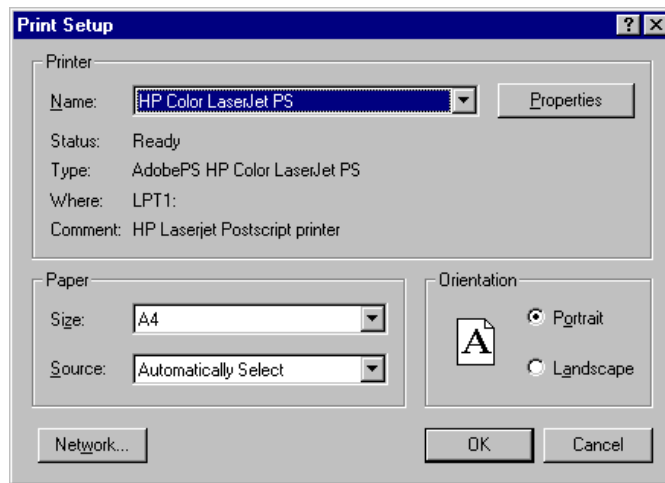 Print Setup
Printer
Name: HP Color LaserJet PS Properties
Status: Ready
Type: AdobePS HP Color LaserJet PS
Where: LPT1:
Comment: HP Laserjet Postscript printer
Paper
Size: A4
Source: Automatically Select
Orientation
A
Portrait
Landscape
Network... OK Cancel